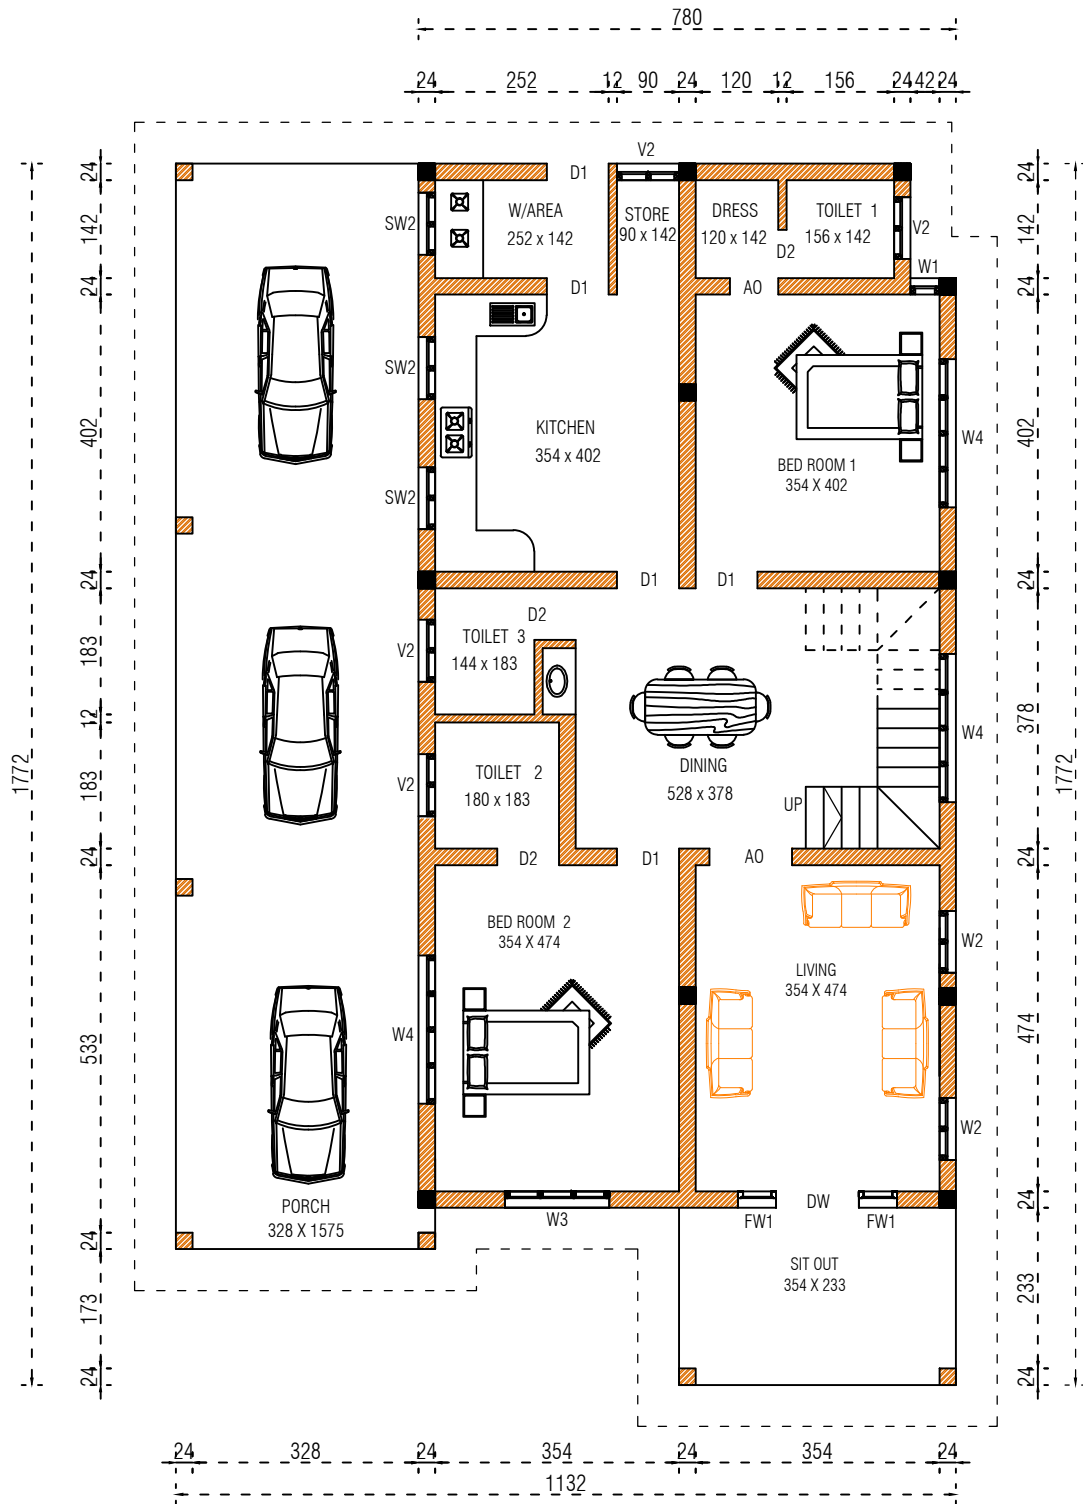 780
24 252 12 90 24 120 12 156 24 42 24
V2
D1
24
24
W/AREA
252 x 142
STORE
90 x 142
DRESS
120 x 142
TOILET 1
156 x 142
SW2
V2
D2
142
142
W1
24
D1
AO
24
SW2
KITCHEN
354 x 402
402
402
W4
BED ROOM 1
354 X 402
SW2
24
D1
D1
24
D2
TOILET 3
144 x 183
V2
183
12
378
W4
1772
1772
DINING
528 x 378
TOILET 2
180 x 183
V2
183
UP
24
D2
D1
AO
24
BED ROOM 2
354 X 474
W2
LIVING
354 X 474
W4
533
474
W2
PORCH
328 X 1575
W3
FW1
DW
FW1
24
24
SIT OUT
354 X 233
173
233
24
24
24 328 24 354 24 354 24
1132